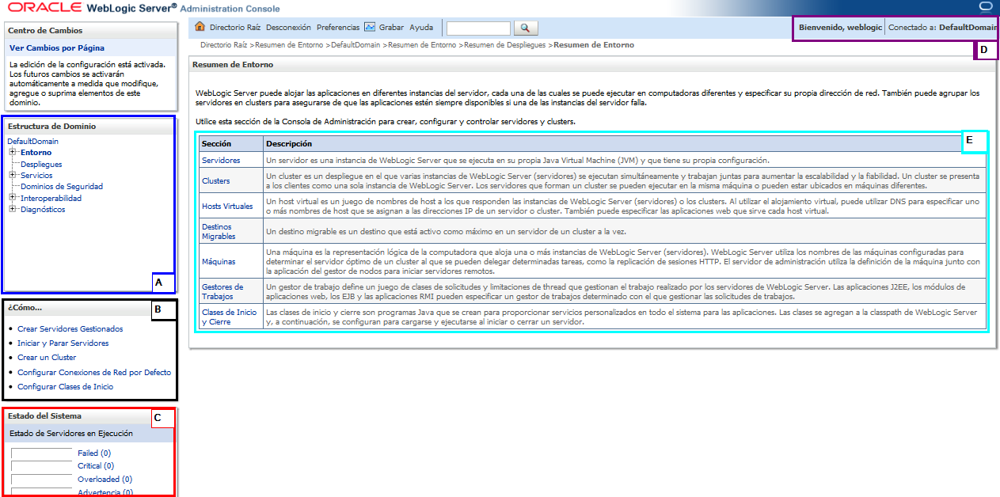 ORACLE WebLogic Server® Administration Console
Centro de Cambios
Ver Cambios por Página
La edición de la configuración está activada.
Los futuros cambios se activarán
automáticamente a medida que modifique,
agregue o suprima elementos de este
dominio.
Estructura de Dominio
DefaultDomain
Entorno
Despliegues
Servicios
Dominios de Seguridad
Interoperabilidad
Diagnósticos
A
¿Cómo...
B
Crear Servidores Gestionados
Iniciar y Parar Servidores
Crear un Cluster
Configurar Conexiones de Red por Defecto
Configurar Clases de Inicio
Estado del Sistema
C
Estado de Servidores en Ejecución
Failed (0)
Critical (0)
Overloaded (0)
Advertencia (0)
Directorio Raíz Desconexión Preferencias Grabar Ayuda
Bienvenido, weblogic Conectado a: DefaultDomain
D
Directorio Raíz >Resumen de Entorno >DefaultDomain >Resumen de Entorno >Resumen de Despliegues >Resumen de Entorno
Resumen de Entorno
WebLogic Server puede alojar las aplicaciones en diferentes instancias del servidor, cada una de las cuales se puede ejecutar en computadoras diferentes y especificar su propia dirección de red. También puede agrupar los
servidores en clusters para asegurarse de que las aplicaciones estén siempre disponibles si una de las instancias del servidor falla.
Utilice esta sección de la Consola de Administración para crear, configurar y controlar servidores y clusters.
E
Sección Descripción
Servidores Un servidor es una instancia de WebLogic Server que se ejecuta en su propia Java Virtual Machine (JVM) y que tiene su propia configuración.
Clusters Un cluster es un despliegue en el que varias instancias de WebLogic Server (servidores) se ejecutan simultáneamente y trabajan juntas para aumentar la escalabilidad y la fiabilidad. Un cluster se presenta
a los clientes como una sola instancia de WebLogic Server. Los servidores que forman un cluster se pueden ejecutar en la misma máquina o pueden estar ubicados en máquinas diferentes.
Hosts Virtuales Un host virtual es un juego de nombres de host a los que responden las instancias de WebLogic Server (servidores) o los clusters. Al utilizar el alojamiento virtual, puede utilizar DNS para especificar uno
o más nombres de host que se asignan a las direcciones IP de un servidor o cluster. También puede especificar las aplicaciones web que sirve cada host virtual.
Destinos
Migrables Un destino migrable es un destino que está activo como máximo en un servidor de un cluster a la vez.
Máquinas Una máquina es la representación lógica de la computadora que aloja una o más instancias de WebLogic Server (servidores). WebLogic Server utiliza los nombres de las máquinas configuradas para
determinar el servidor óptimo de un cluster al que se pueden delegar determinadas tareas, como la replicación de sesiones HTTP. El servidor de administración utiliza la definición de la máquina junto con
la aplicación del gestor de nodos para iniciar servidores remotos.
Gestores de Un gestor de trabajo define un juego de clases de solicitudes y limitaciones de thread que gestionan el trabajo realizado por los servidores de WebLogic Server. Las aplicaciones J2EE, los módulos de
Trabajos aplicaciones web, los EJB y las aplicaciones RMI pueden especificar un gestor de trabajos determinado con el que gestionar las solicitudes de trabajos.
Clases de Inicio Las clases de inicio y cierre son programas Java que se crean para proporcionar servicios personalizados en todo el sistema para las aplicaciones. Las clases se agregan a la classpath de WebLogic Server
y Cierre y, a continuación, se configuran para cargarse y ejecutarse al iniciar o cerrar un servidor.